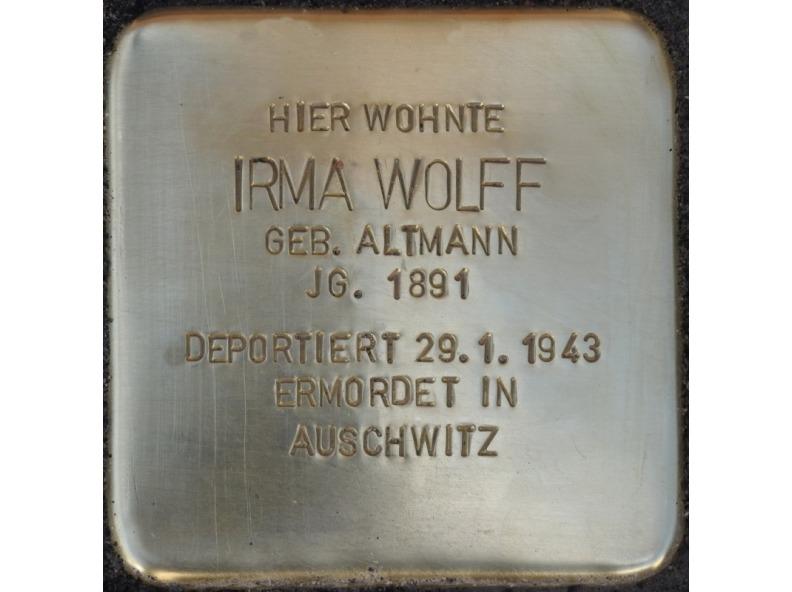 HIER WOHNTE
IRMA WOLFF
GEB. ALTMANN
JG. 1891
DEPORTIERT 29.1.1943
ERMORDET IN
AUSCHWITZ